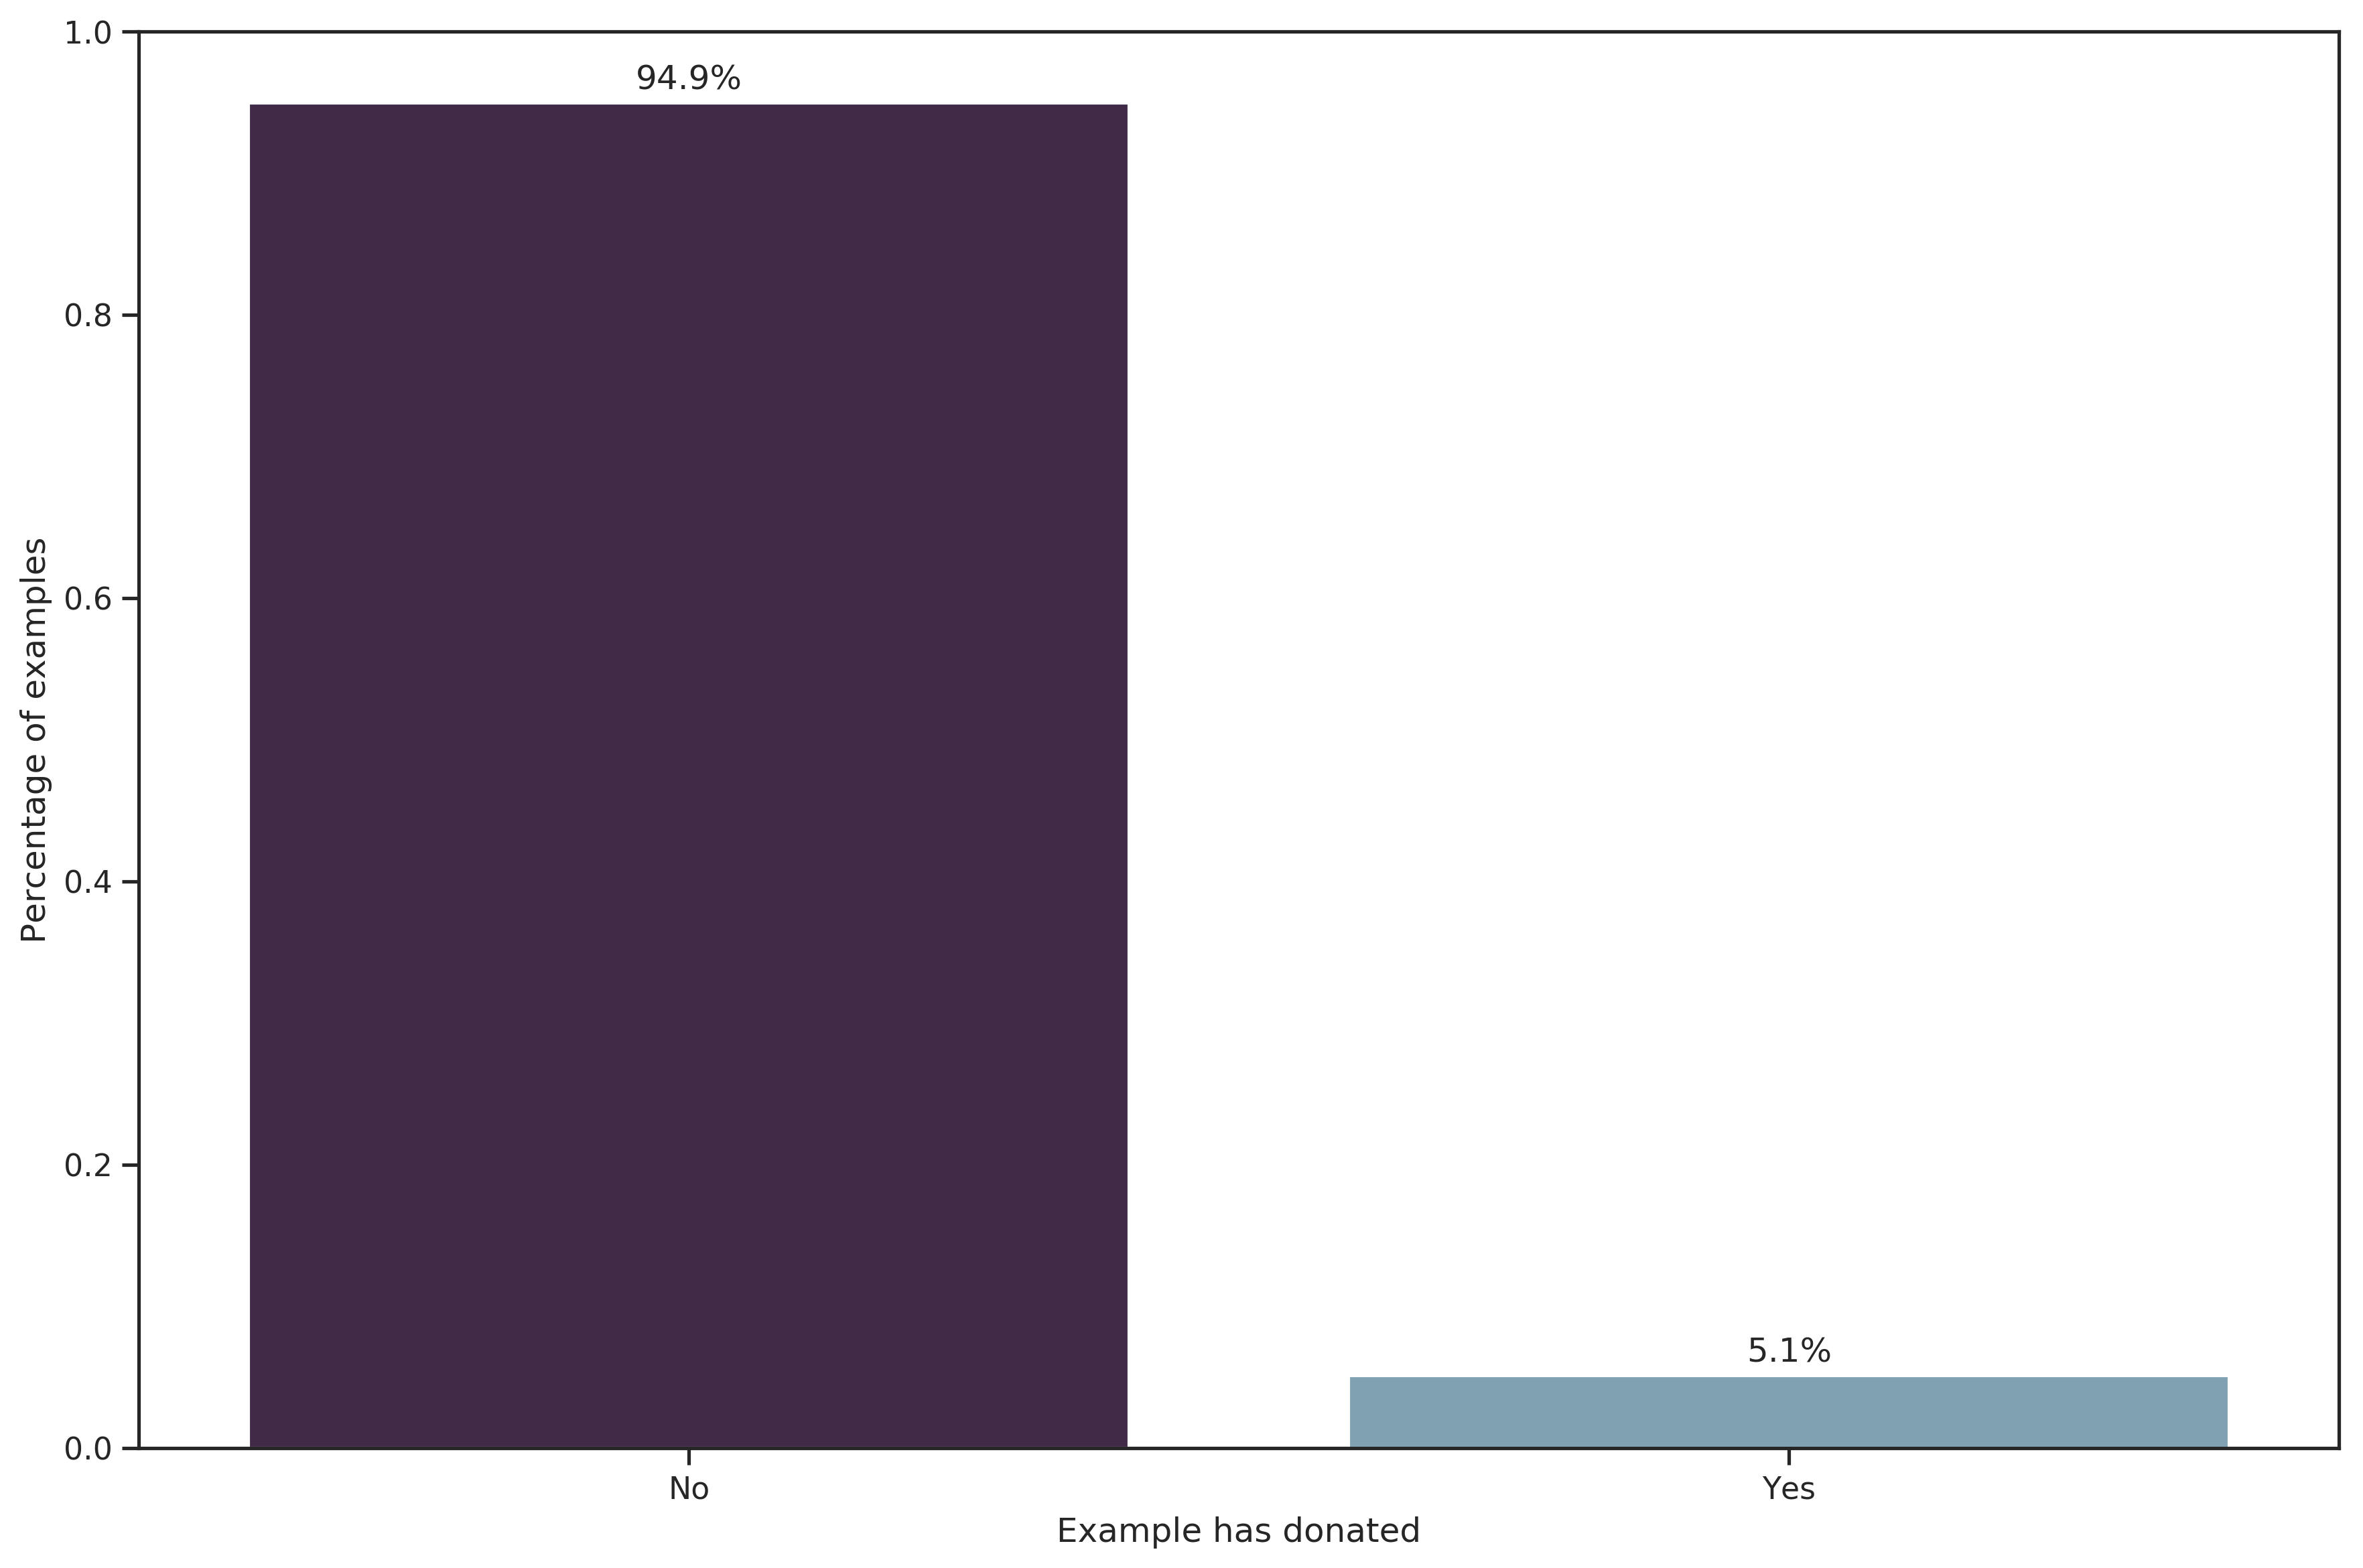 1.0
94.9%
0.8
0.6
Percentage of examples
0.4
0.2
5.1%
0.0
No
Yes
Example has donated